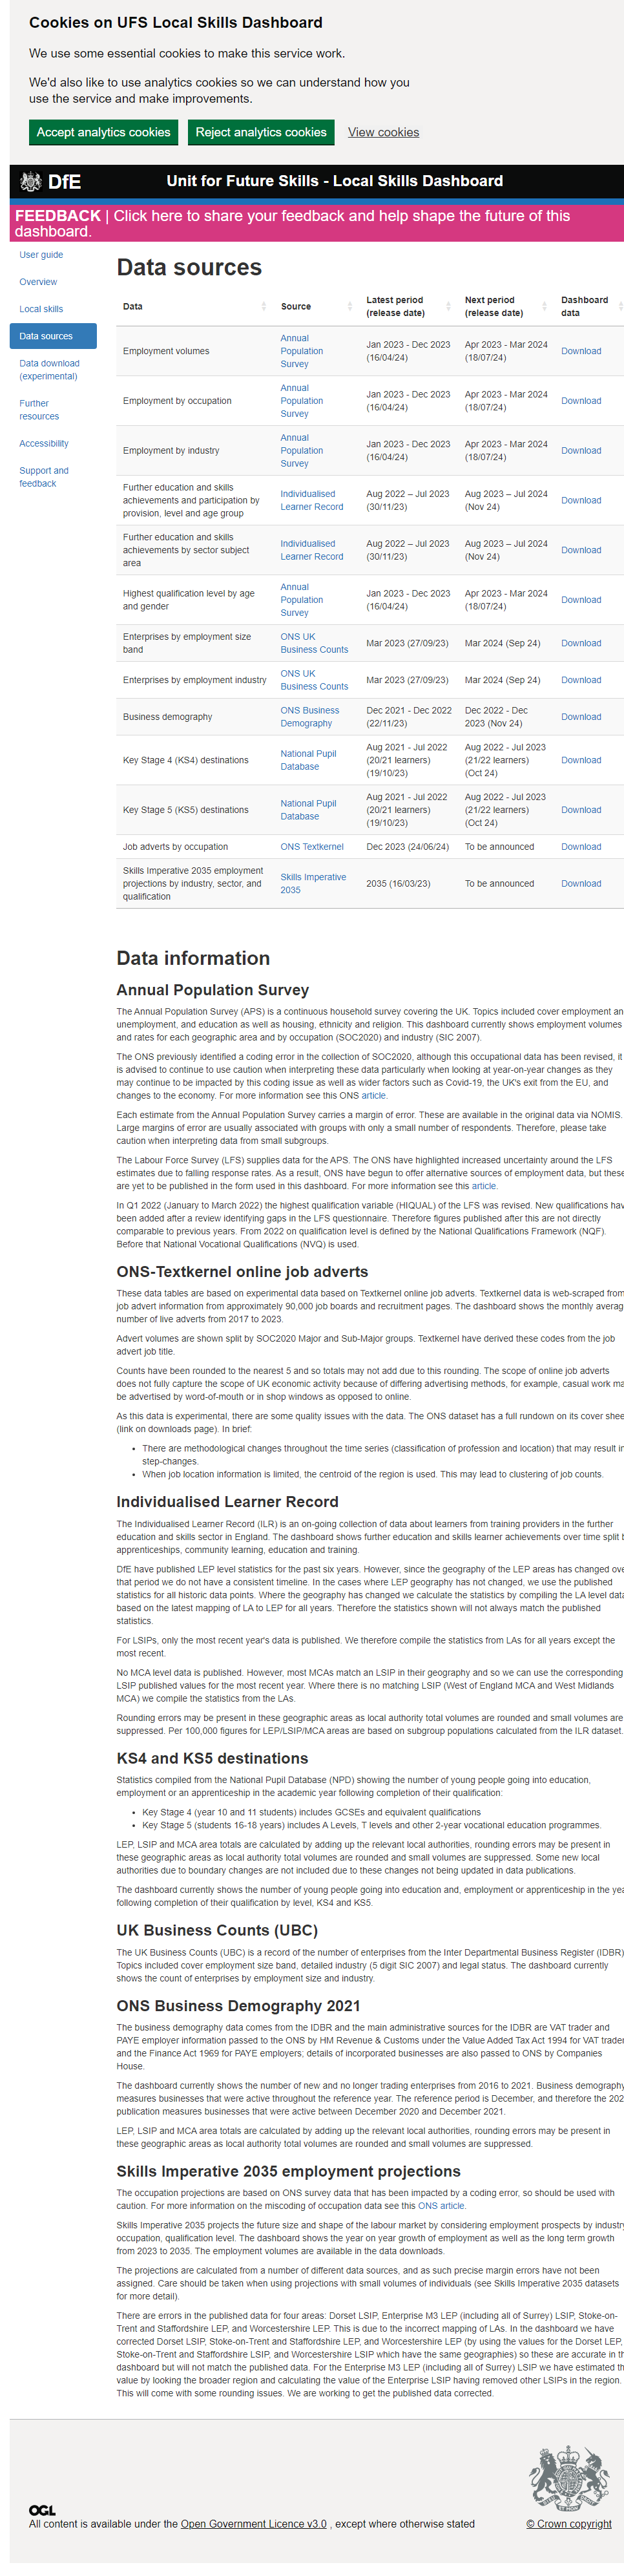 Cookies on UFS Local Skills Dashboard
We use some essential cookies to make this service work.
We'd also like to use analytics cookies so we can understand how you
use the service and make improvements.
Accept analytics cookies Reject analytics cookies View cookies
DfE Unit for Future Skills - Local Skills Dashboard
FEEDBACK | Click here to share your feedback and help shape the future of this
dashboard.
User guide
Overview
Local skills
Data sources
Data download
(experimental)
Further
resources
Accessibility
Support and
feedback
Data sources
Data Source Latest period (release date) Next period (release date) Dashboard data
Employment volumes Annual Population Survey Jan 2023 - Dec 2023 (16/04/24) Apr 2023 - Mar 2024 (18/07/24) Download
Employment by occupation Annual Population Survey Jan 2023 - Dec 2023 (16/04/24) Apr 2023 - Mar 2024 (18/07/24) Download
Employment by industry Annual Population Survey Jan 2023 - Dec 2023 (16/04/24) Apr 2023 - Mar 2024 (18/07/24) Download
Further education and skills achievements and participation by provision, level and age group Individualised Learner Record Aug 2022 – Jul 2023 (30/11/23) Aug 2023 – Jul 2024 (Nov 24) Download
Further education and skills achievements by sector subject area Individualised Learner Record Aug 2022 – Jul 2023 (30/11/23) Aug 2023 – Jul 2024 (Nov 24) Download
Highest qualification level by age and gender Annual Population Survey Jan 2023 - Dec 2023 (16/04/24) Apr 2023 - Mar 2024 (18/07/24) Download
Enterprises by employment size band ONS UK Business Counts Mar 2023 (27/09/23) Mar 2024 (Sep 24) Download
Enterprises by employment industry ONS UK Business Counts Mar 2023 (27/09/23) Mar 2024 (Sep 24) Download
Business demography ONS Business Demography Dec 2021 - Dec 2022 (22/11/23) Dec 2022 - Dec 2023 (Nov 24) Download
Key Stage 4 (KS4) destinations National Pupil Database Aug 2021 - Jul 2022 (20/21 learners) (19/10/23) Aug 2022 - Jul 2023 (21/22 learners) (Oct 24) Download
Key Stage 5 (KS5) destinations National Pupil Database Aug 2021 - Jul 2022 (20/21 learners) (19/10/23) Aug 2022 - Jul 2023 (21/22 learners) (Oct 24) Download
Job adverts by occupation ONS Textkernel Dec 2023 (24/06/24) To be announced Download
Skills Imperative 2035 employment projections by industry, sector, and qualification Skills Imperative 2035 2035 (16/03/23) To be announced Download
Data information
Annual Population Survey
The Annual Population Survey (APS) is a continuous household survey covering the UK. Topics included cover employment an
unemployment, and education as well as housing, ethnicity and religion. This dashboard currently shows employment volumes
and rates for each geographic area and by occupation (SOC2020) and industry (SIC 2007).
The ONS previously identified a coding error in the collection of SOC2020, although this occupational data has been revised, it
is advised to continue to use caution when interpreting these data particularly when looking at year-on-year changes as they
may continue to be impacted by this coding issue as well as wider factors such as Covid-19, the UK's exit from the EU, and
changes to the economy. For more information see this ONS article.
Each estimate from the Annual Population Survey carries a margin of error. These are available in the original data via NOMIS.
Large margins of error are usually associated with groups with only a small number of respondents. Therefore, please take
caution when interpreting data from small subgroups.
The Labour Force Survey (LFS) supplies data for the APS. The ONS have highlighted increased uncertainty around the LFS
estimates due to falling response rates. As a result, ONS have begun to offer alternative sources of employment data, but these
are yet to be published in the form used in this dashboard. For more information see this article.
In Q1 2022 (January to March 2022) the highest qualification variable (HIQUAL) of the LFS was revised. New qualifications hav
been added after a review identifying gaps in the LFS questionnaire. Therefore figures published after this are not directly
comparable to previous years. From 2022 on qualification level is defined by the National Qualifications Framework (NQF).
Before that National Vocational Qualifications (NVQ) is used.
ONS-Textkernel online job adverts
These data tables are based on experimental data based on Textkernel online job adverts. Textkernel data is web-scraped from
job advert information from approximately 90,000 job boards and recruitment pages. The dashboard shows the monthly averag
number of live adverts from 2017 to 2023.
Advert volumes are shown split by SOC2020 Major and Sub-Major groups. Textkernel have derived these codes from the job
advert job title.
Counts have been rounded to the nearest 5 and so totals may not add due to this rounding. The scope of online job adverts
does not fully capture the scope of UK economic activity because of differing advertising methods, for example, casual work ma
be advertised by word-of-mouth or in shop windows as opposed to online.
As this data is experimental, there are some quality issues with the data. The ONS dataset has a full rundown on its cover shee
(link on downloads page). In brief:
• There are methodological changes throughout the time series (classification of profession and location) that may result in
step-changes.
• When job location information is limited, the centroid of the region is used. This may lead to clustering of job counts.
Individualised Learner Record
The Individualised Learner Record (ILR) is an on-going collection of data about learners from training providers in the further
education and skills sector in England. The dashboard shows further education and skills learner achievements over time split b
apprenticeships, community learning, education and training.
DfE have published LEP level statistics for the past six years. However, since the geography of the LEP areas has changed ove
that period we do not have a consistent timeline. In the cases where LEP geography has not changed, we use the published
statistics for all historic data points. Where the geography has changed we calculate the statistics by compiling the LA level data
based on the latest mapping of LA to LEP for all years. Therefore the statistics shown will not always match the published
statistics.
For LSIPs, only the most recent year's data is published. We therefore compile the statistics from LAs for all years except the
most recent.
No MCA level data is published. However, most MCAs match an LSIP in their geography and so we can use the corresponding
LSIP published values for the most recent year. Where there is no matching LSIP (West of England MCA and West Midlands
MCA) we compile the statistics from the LAs.
Rounding errors may be present in these geographic areas as local authority total volumes are rounded and small volumes are
suppressed. Per 100,000 figures for LEP/LSIP/MCA areas are based on subgroup populations calculated from the ILR dataset.
KS4 and KS5 destinations
Statistics compiled from the National Pupil Database (NPD) showing the number of young people going into education,
employment or an apprenticeship in the academic year following completion of their qualification:
• Key Stage 4 (year 10 and 11 students) includes GCSEs and equivalent qualifications
• Key Stage 5 (students 16-18 years) includes A Levels, T levels and other 2-year vocational education programmes.
LEP, LSIP and MCA area totals are calculated by adding up the relevant local authorities, rounding errors may be present in
these geographic areas as local authority total volumes are rounded and small volumes are suppressed. Some new local
authorities due to boundary changes are not included due to these changes not being updated in data publications.
The dashboard currently shows the number of young people going into education and, employment or apprenticeship in the yea
following completion of their qualification by level, KS4 and KS5.
UK Business Counts (UBC)
The UK Business Counts (UBC) is a record of the number of enterprises from the Inter Departmental Business Register (IDBR)
Topics included cover employment size band, detailed industry (5 digit SIC 2007) and legal status. The dashboard currently
shows the count of enterprises by employment size and industry.
ONS Business Demography 2021
The business demography data comes from the IDBR and the main administrative sources for the IDBR are VAT trader and
PAYE employer information passed to the ONS by HM Revenue & Customs under the Value Added Tax Act 1994 for VAT trader
and the Finance Act 1969 for PAYE employers; details of incorporated businesses are also passed to ONS by Companies
House.
The dashboard currently shows the number of new and no longer trading enterprises from 2016 to 2021. Business demography
measures businesses that were active throughout the reference year. The reference period is December, and therefore the 202
publication measures businesses that were active between December 2020 and December 2021.
LEP, LSIP and MCA area totals are calculated by adding up the relevant local authorities, rounding errors may be present in
these geographic areas as local authority total volumes are rounded and small volumes are suppressed.
Skills Imperative 2035 employment projections
The occupation projections are based on ONS survey data that has been impacted by a coding error, so should be used with
caution. For more information on the miscoding of occupation data see this ONS article.
Skills Imperative 2035 projects the future size and shape of the labour market by considering employment prospects by industry
occupation, qualification level. The dashboard shows the year on year growth of employment as well as the long term growth
from 2023 to 2035. The employment volumes are available in the data downloads.
The projections are calculated from a number of different data sources, and as such precise margin errors have not been
assigned. Care should be taken when using projections with small volumes of individuals (see Skills Imperative 2035 datasets
for more detail).
There are errors in the published data for four areas: Dorset LSIP, Enterprise M3 LEP (including all of Surrey) LSIP, Stoke-on-
Trent and Staffordshire LEP, and Worcestershire LEP. This is due to the incorrect mapping of LAs. In the dashboard we have
corrected Dorset LSIP, Stoke-on-Trent and Staffordshire LEP, and Worcestershire LEP (by using the values for the Dorset LEP,
Stoke-on-Trent and Staffordshire LSIP, and Worcestershire LSIP which have the same geographies) so these are accurate in th
dashboard but will not match the published data. For the Enterprise M3 LEP (including all of Surrey) LSIP we have estimated th
value by looking the broader region and calculating the value of the Enterprise LSIP having removed other LSIPs in the region.
This will come with some rounding issues. We are working to get the published data corrected.
OGL
All content is available under the Open Government Licence v3.0 , except where otherwise stated
© Crown copyright